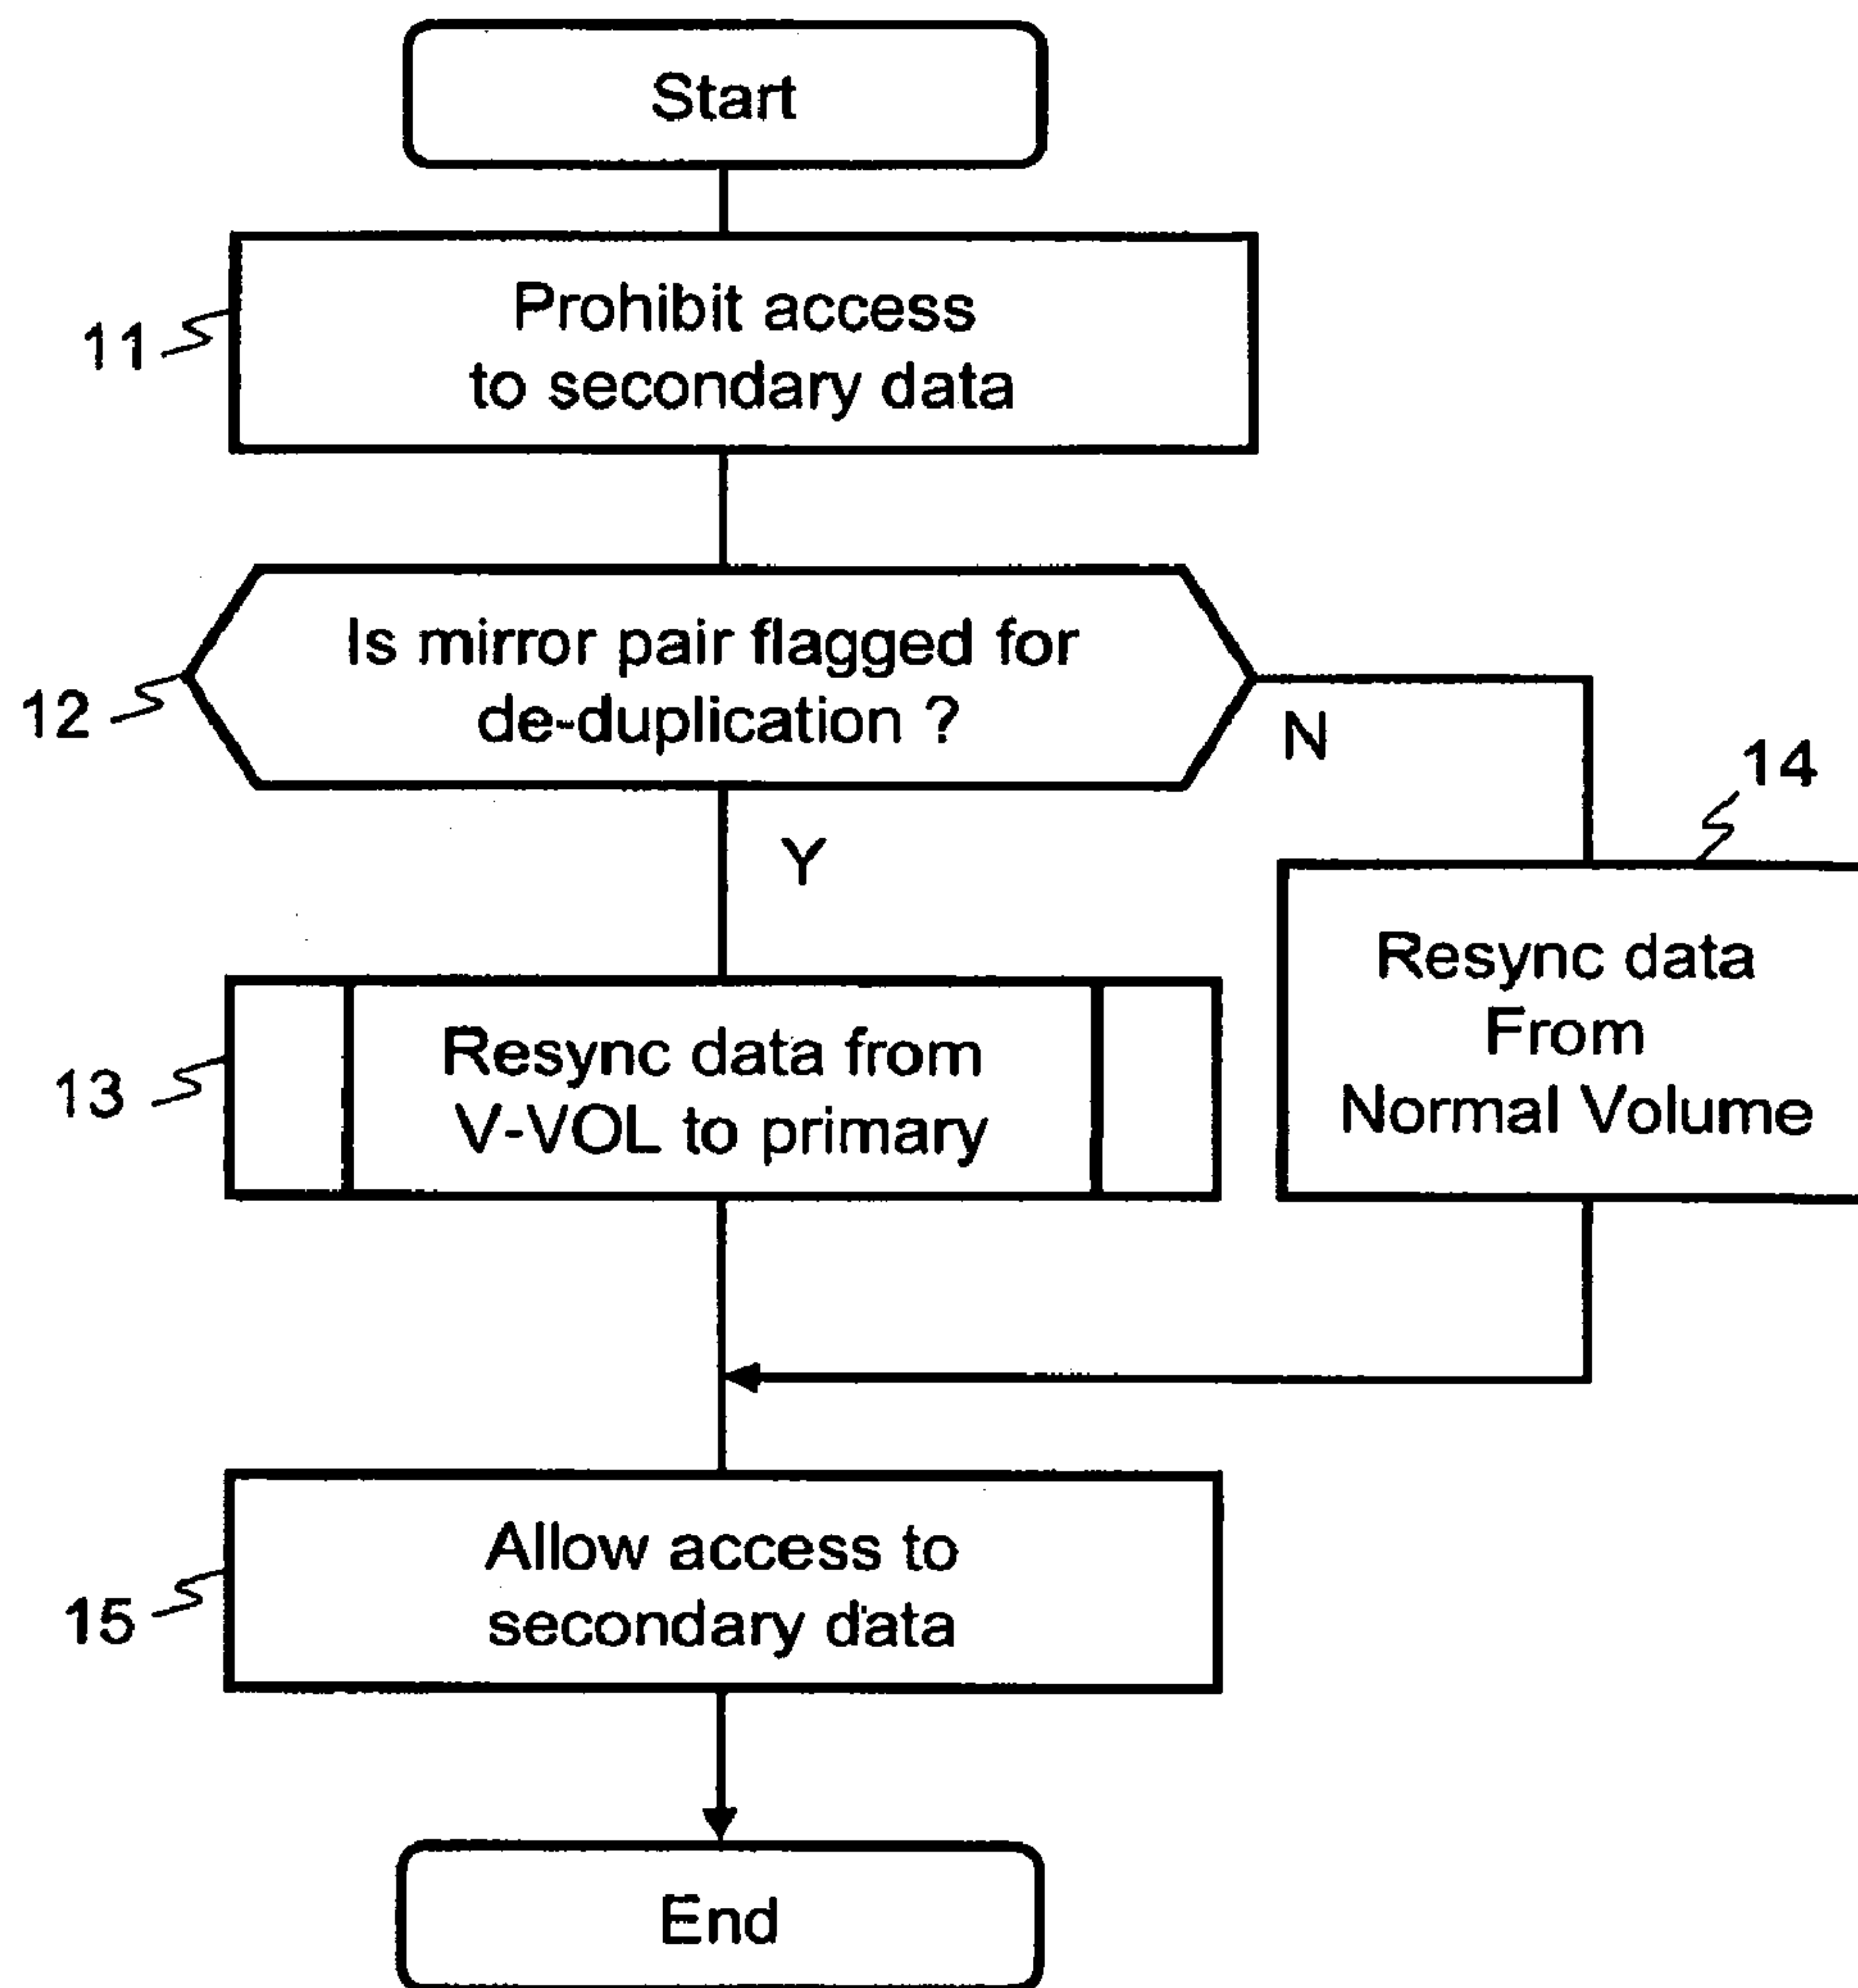 Start
11
Prohibit access
to secondary data
12
Is mirror pair flagged for
de-duplication ?
N
Y
14
Resync data
From
Normal Volume
13
Resync data from
V-VOL to primary
15
Allow access to
secondary data
End